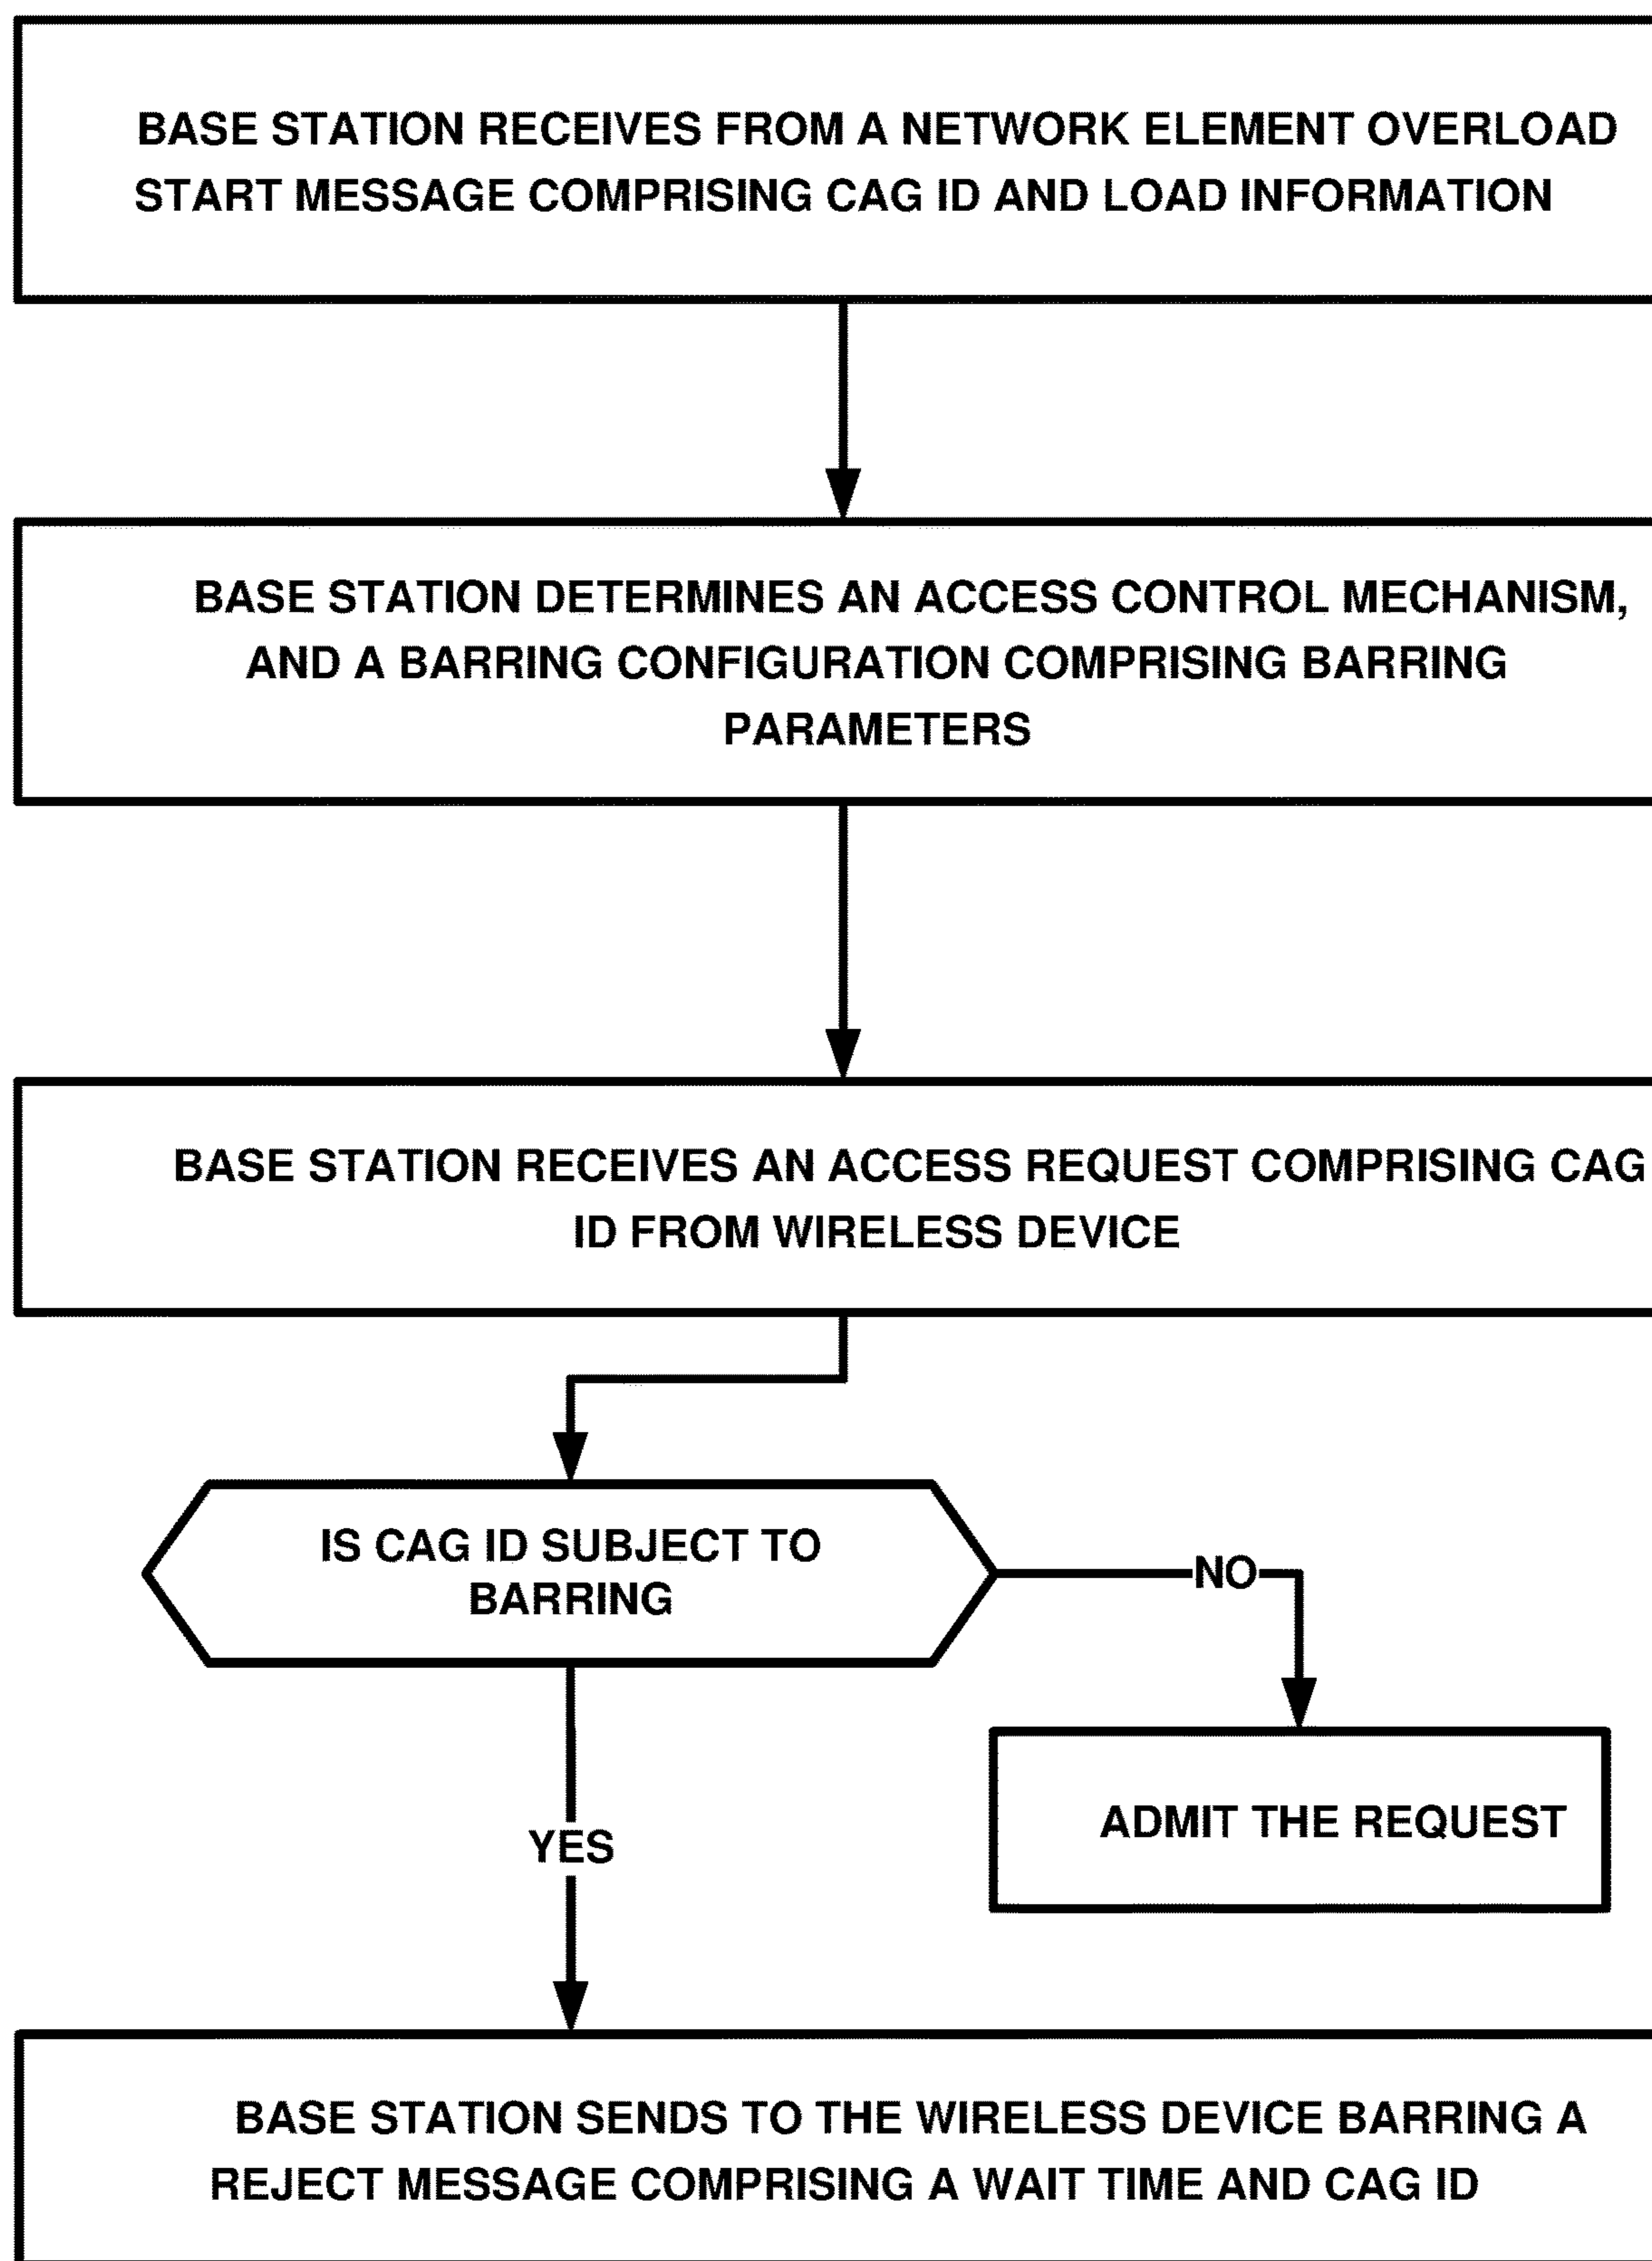 BASE STATION RECEIVES FROM A NETWORK ELEMENT OVERLOAD
START MESSAGE COMPRISING CAG ID AND LOAD INFORMATION
BASE STATION DETERMINES AN ACCESS CONTROL MECHANISM,
AND A BARRING CONFIGURATION COMPRISING BARRING
PARAMETERS
BASE STATION RECEIVES AN ACCESS REQUEST COMPRISING CAG
ID FROM WIRELESS DEVICE
IS CAG ID SUBJECT TO
BARRING
NO
ADMIT THE REQUEST
YES
BASE STATION SENDS TO THE WIRELESS DEVICE BARRING A
REJECT MESSAGE COMPRISING A WAIT TIME AND CAG ID